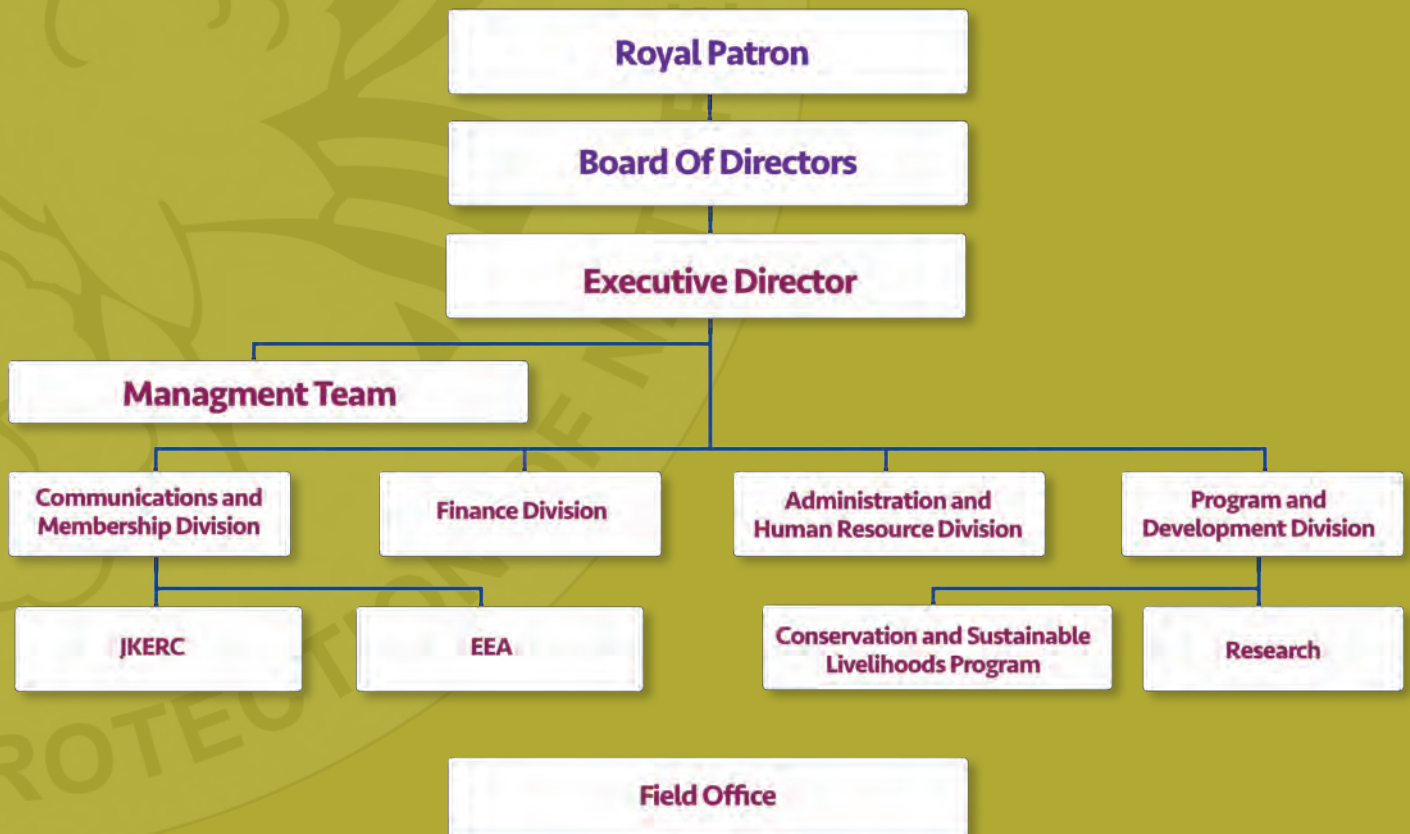 Royal Patron
Board Of Directors
Executive Director
Managment Team
Communications and
Membership Division
Finance Division
Administration and
Human Resource Division
Program and
Development Division
JKERC
EEA
Conservation and Sustainable
Livelihoods Program
Research
Field Office